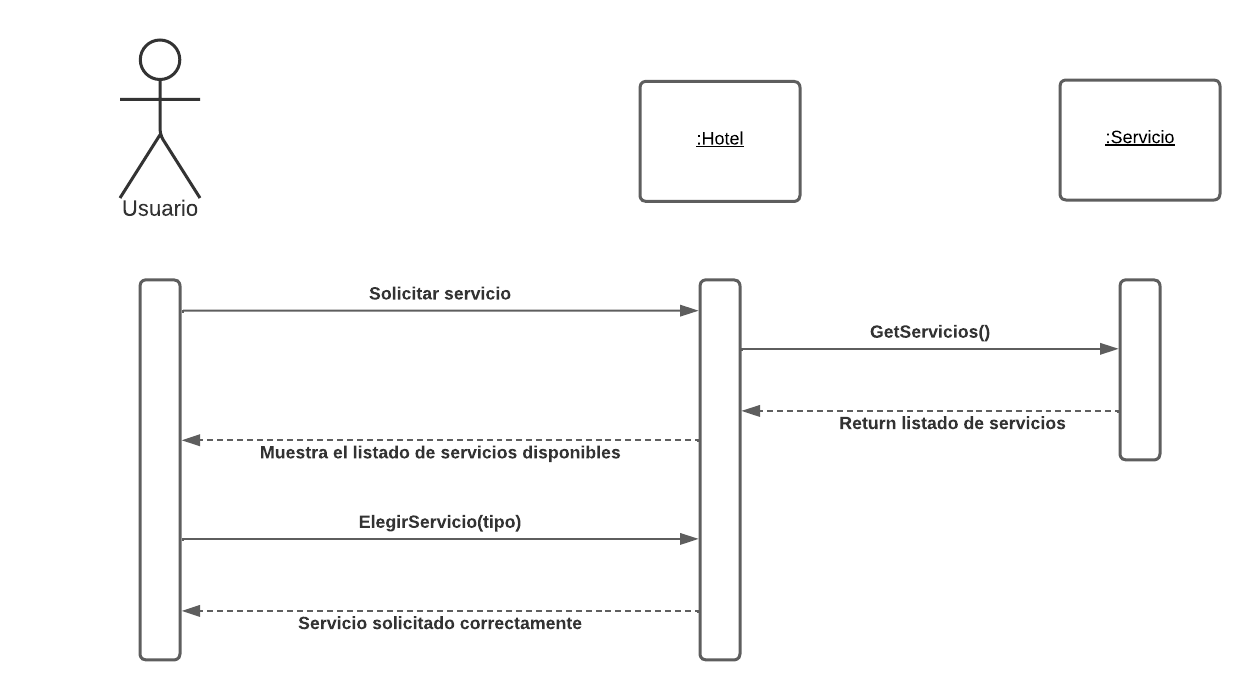 :Hotel
:Servicio
Usuario
Solicitar servicio
GetServicios()
Return listado de servicios
Muestra el listado de servicios disponibles
ElegirServicio(tipo)
Servicio solicitado correctamente